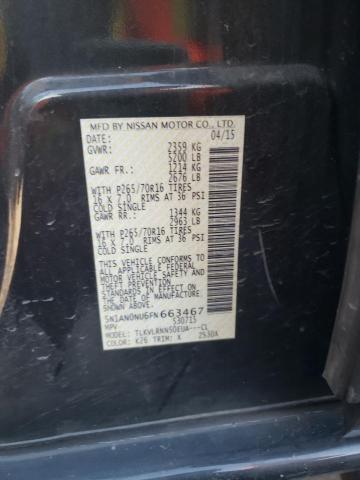 MFD BY NISSAN MOTOR CO., LTD.
DATE: 04/15
GVWR: 2359 KG
5200 LB
GAWR FR.: 1214 KG
2676 LB
WITH P265/70R16 TIRES
16 X 7.0 RIMS AT 36 PSI
COLD SINGLE
GAWR RR.: 1344 KG
2963 LB
WITH P265/70R16 TIRES
16 X 7.0 RIMS AT 36 PSI
COLD SINGLE
THIS VEHICLE CONFORMS TO
ALL APPLICABLE FEDERAL
MOTOR VEHICLE SAFETY
STANDARDS IN EFFECT ON
THE DATE OF MANUFACTURE
SHOWN ABOVE.
5N1AN0NU6FN663467
MPV 530715
MODEL: TLKVLRNN50EUA---CL
COLOR: K26 TRIM: X 2530A